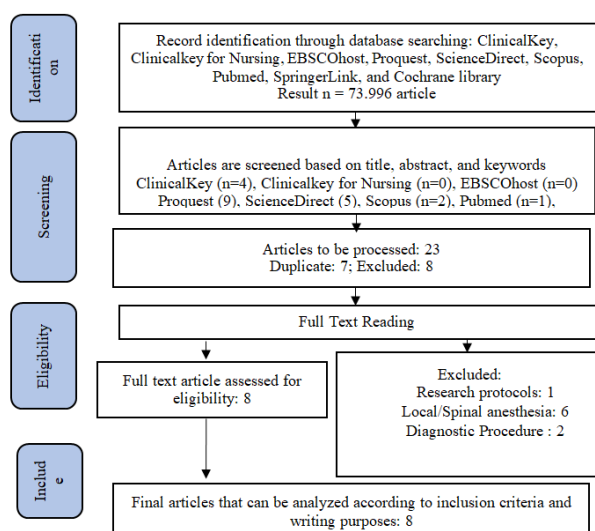 Identificati
on
Record identification through database searching: ClinicalKey,
Clinicalkey for Nursing, EBSCOhost, Proquest, ScienceDirect, Scopus,
Pubmed, SpringerLink, and Cochrane library
Result n = 73.996 article
Screening
Articles are screened based on title, abstract, and keywords
ClinicalKey (n=4), Clinicalkey for Nursing (n=0), EBSCOhost (n=0)
Proquest (9), ScienceDirect (5), Scopus (n=2), Pubmed (n=1),
Articles to be processed: 23
Duplicate: 7; Excluded: 8
Eligibility
Full Text Reading
Full text article assessed for
eligibility: 8
Excluded:
Research protocols: 1
Local/Spinal anesthesia: 6
Diagnostic Procedure : 2
Includ
e
Final articles that can be analyzed according to inclusion criteria and
writing purposes: 8